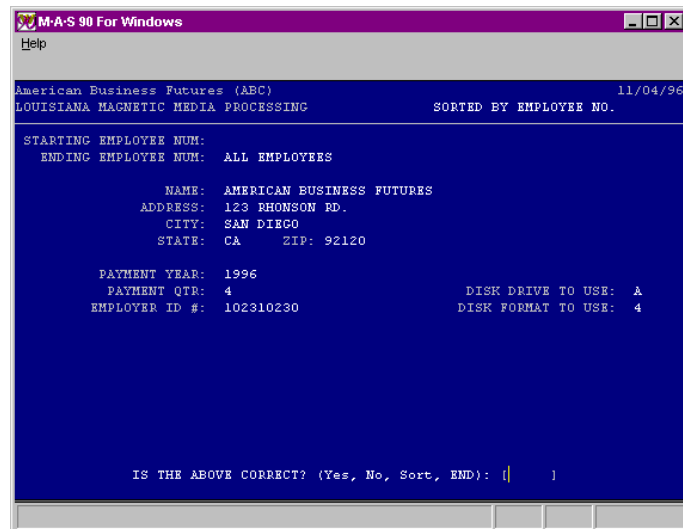 M·A·S 90 For Windows
Help
American Business Futures (ABC) 11/04/96
LOUISIANA MAGNETIC MEDIA PROCESSING SORTED BY EMPLOYEE NO.
STARTING EMPLOYEE NUM:
ENDING EMPLOYEE NUM: ALL EMPLOYEES
NAME: AMERICAN BUSINESS FUTURES
ADDRESS: 123 RHONSON RD.
CITY: SAN DIEGO
STATE: CA ZIP: 92120
PAYMENT YEAR: 1996
PAYMENT QTR: 4 DISK DRIVE TO USE: A
EMPLOYER ID #: 102310230 DISK FORMAT TO USE: 4
IS THE ABOVE CORRECT? (Yes, No, Sort, END): [ ]